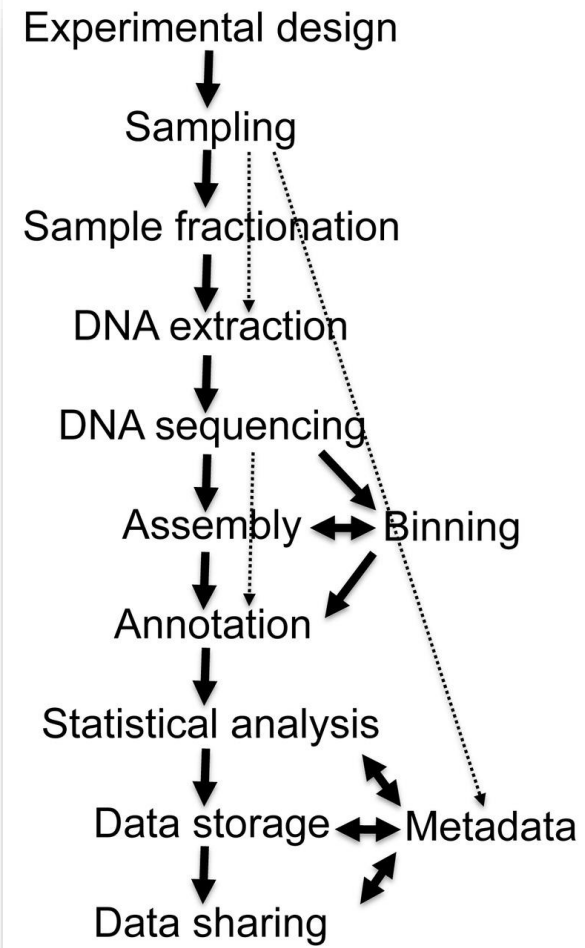 Experimental design
Sampling
Sample fractionation
DNA extraction
DNA sequencing
Assembly
Binning
Annotation
Statistical analysis
Data storage
Metadata
Data sharing